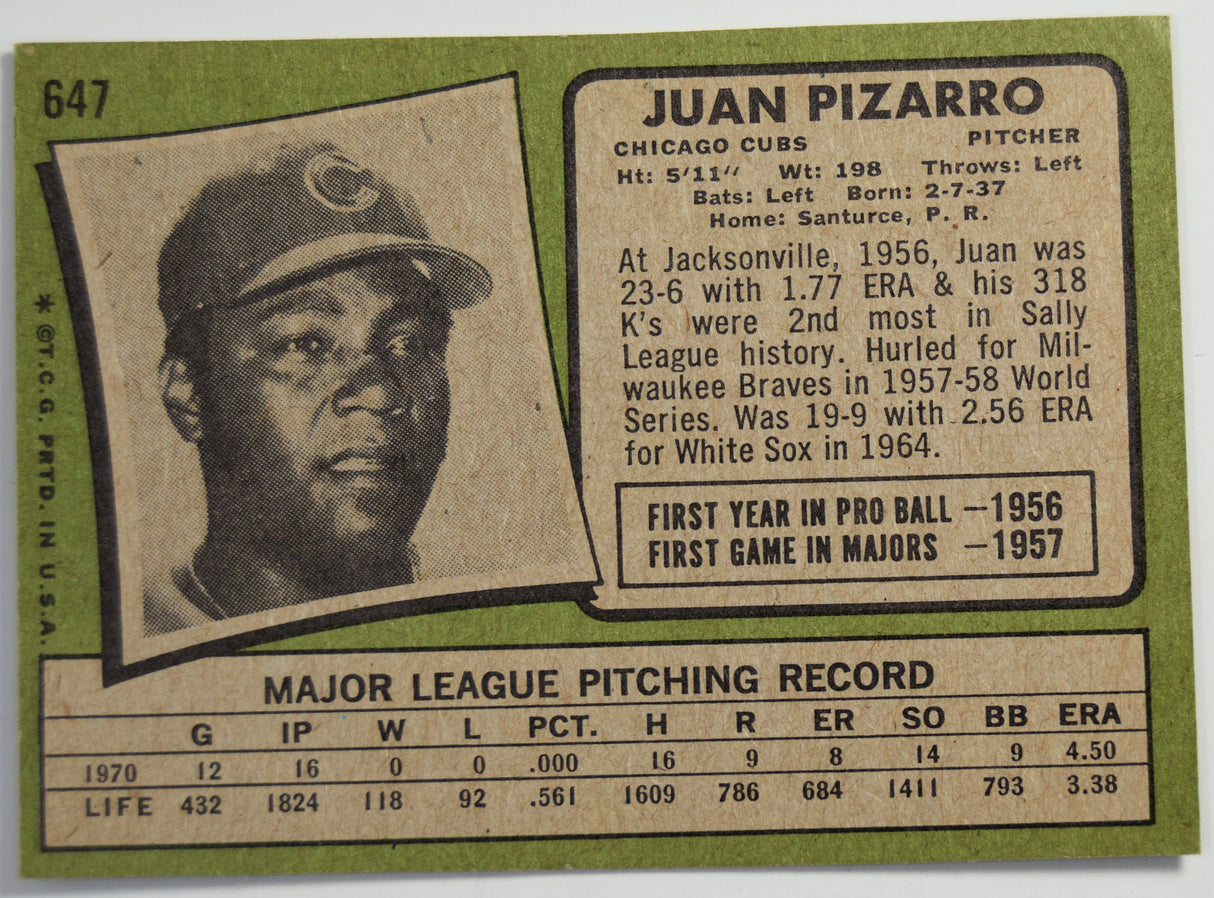 647
* ©T.C.G. PRTD. IN U.S.A.
C
JUAN PIZARRO
CHICAGO CUBS PITCHER
Ht: 5'11" Wt: 198 Throws: Left
Bats: Left Born: 2-7-37
Home: Santurce, P. R.
At Jacksonville, 1956, Juan was
23-6 with 1.77 ERA & his 318
K's were 2nd most in Sally
League history. Hurled for Mil-
waukee Braves in 1957-58 World
Series. Was 19-9 with 2.56 ERA
for White Sox in 1964.
FIRST YEAR IN PRO BALL —1956
FIRST GAME IN MAJORS —1957
MAJOR LEAGUE PITCHING RECORD
G IP W L PCT. H R ER SO BB ERA
1970 12 16 0 0 .000 16 9 8 14 9 4.50
LIFE 432 1824 118 92 .561 1609 786 684 1411 793 3.38